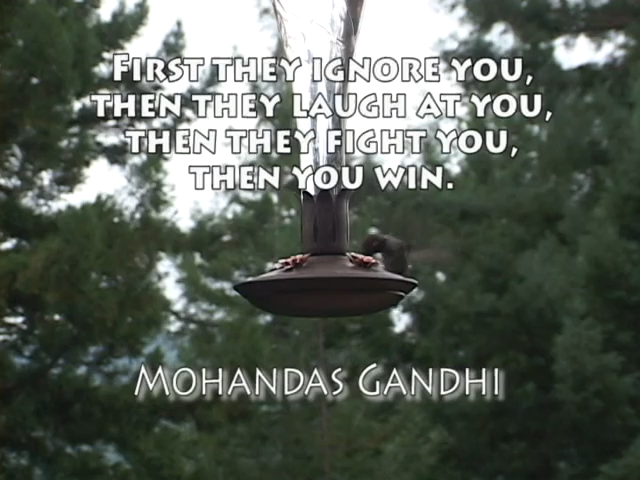 First they ignore you,
then they laugh at you,
then they fight you,
then you win.
Mohandas Gandhi